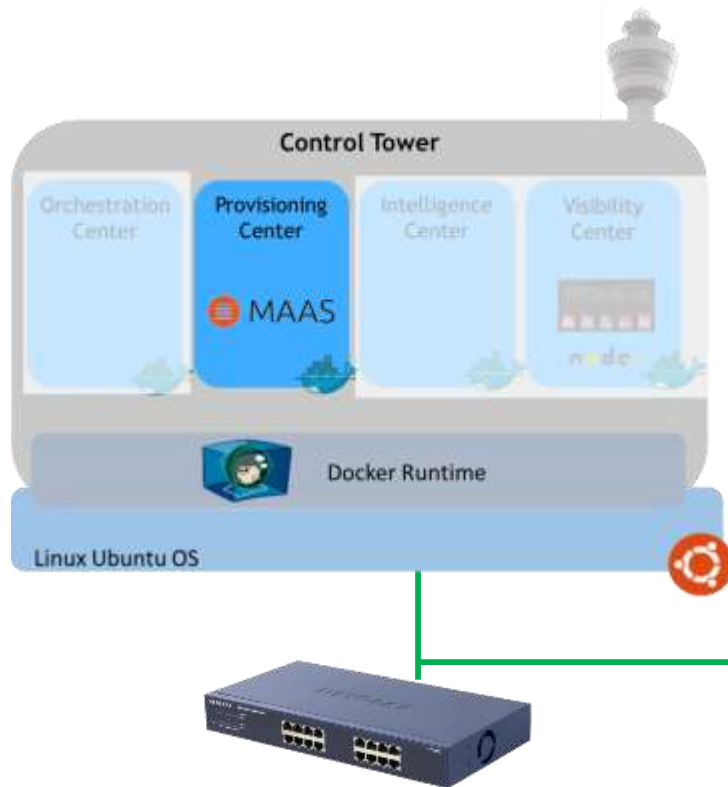 Control Tower
Orchestration
Center
Provisioning
Center
Intelligence
Center
Visibility
Center
MAAS
node
Docker Runtime
Linux Ubuntu OS